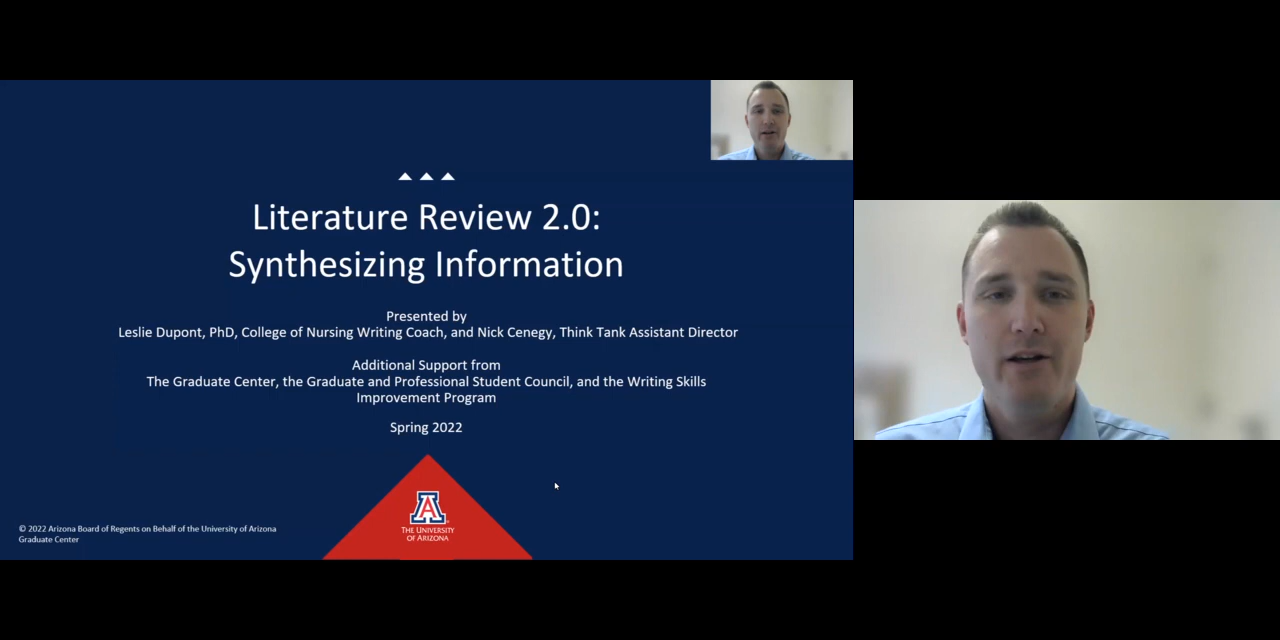 Literature Review 2.0:
Synthesizing Information
Presented by
Leslie Dupont, PhD, College of Nursing Writing Coach, and Nick Cenegy, Think Tank Assistant Director
Additional Support from
The Graduate Center, the Graduate and Professional Student Council, and the Writing Skills
Improvement Program
Spring 2022
A
THE UNIVERSITY
OF ARIZONA
© 2022 Arizona Board of Regents on Behalf of the University of Arizona
Graduate Center